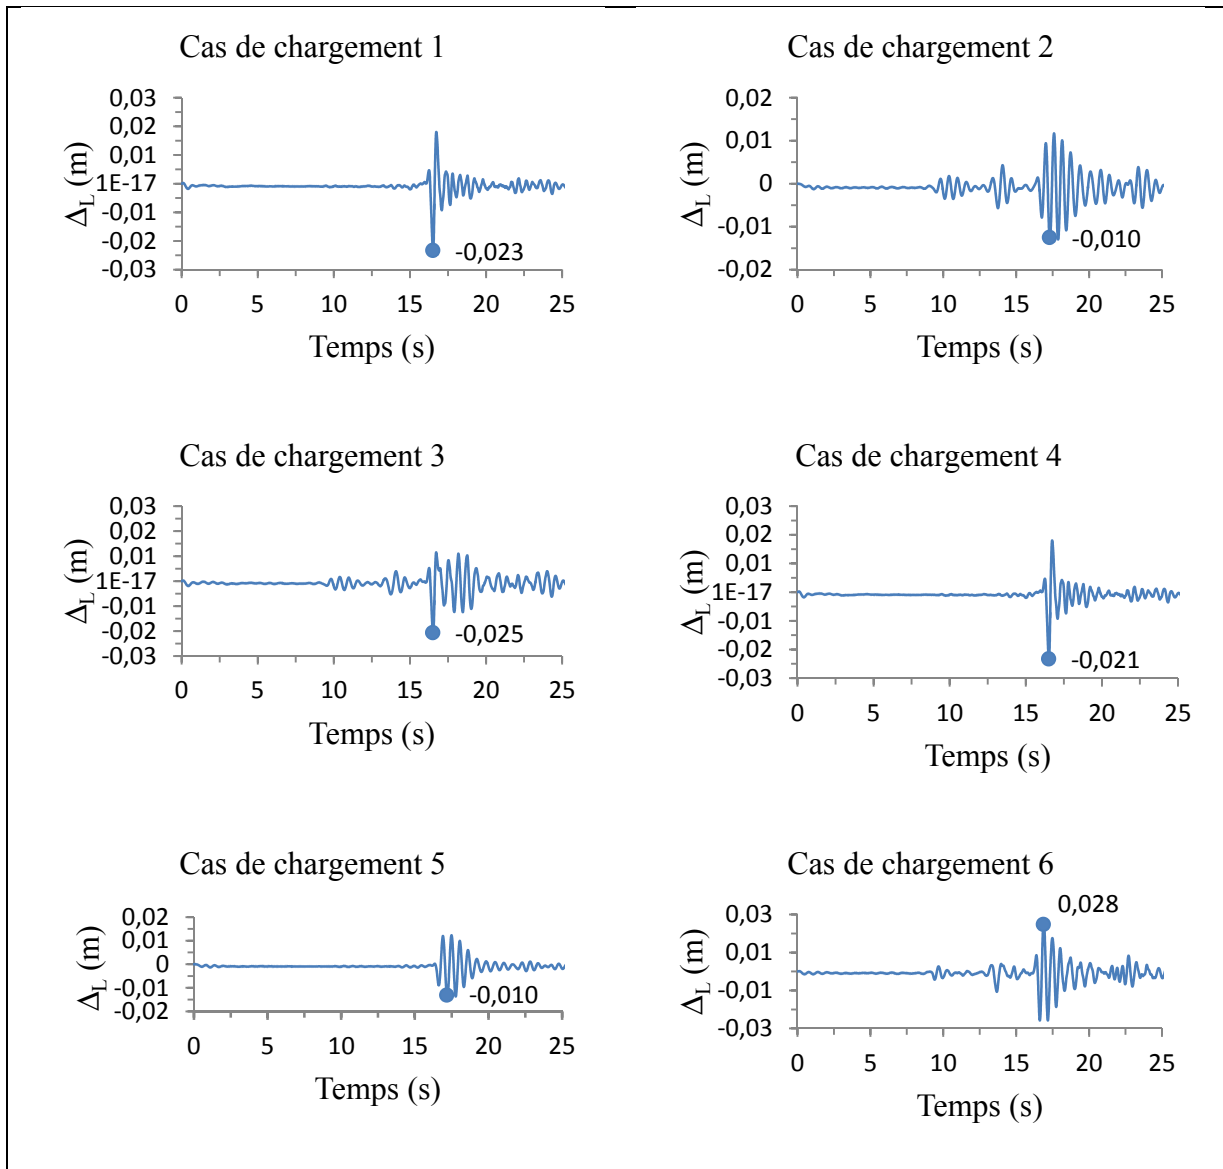 Cas de chargement 1
0,03
0,02
0,01
1E-17
-0,01
-0,02
-0,03
Δ_L (m)
-0,023
0 5 10 15 20 25
Temps (s)
Cas de chargement 2
0,02
0,01
0
-0,01
-0,02
Δ_L (m)
-0,010
0 5 10 15 20 25
Temps (s)
Cas de chargement 3
0,03
0,02
0,01
1E-17
-0,01
-0,02
-0,03
Δ_L (m)
-0,025
0 5 10 15 20 25
Temps (s)
Cas de chargement 4
0,03
0,02
0,01
1E-17
-0,01
-0,02
-0,03
Δ_L (m)
-0,021
0 5 10 15 20 25
Temps (s)
Cas de chargement 5
0,02
0,01
0
-0,01
-0,02
Δ_L (m)
-0,010
0 5 10 15 20 25
Temps (s)
Cas de chargement 6
0,03
0,01
-0,01
-0,03
Δ_L (m)
0,028
0 5 10 15 20 25
Temps (s)